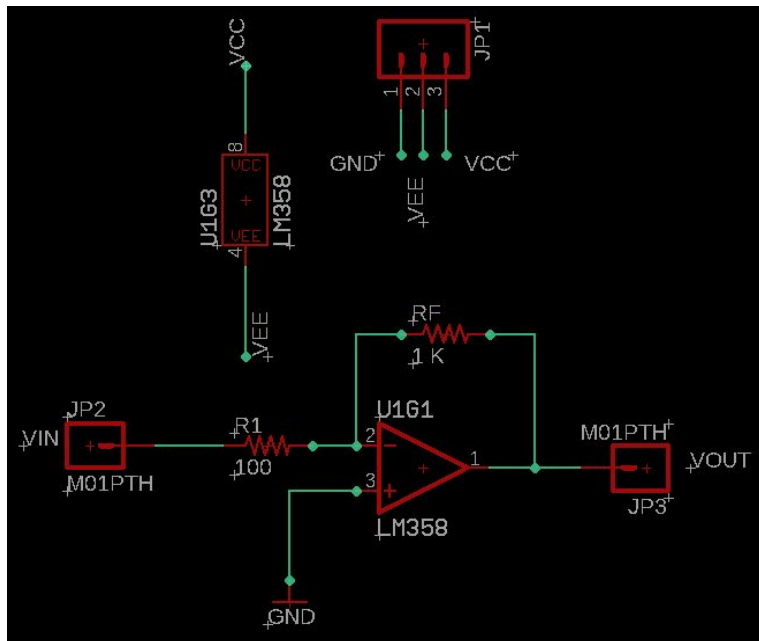 VCC
JP1
8
VCC
1
2
3
GND
VCC
VEE
U1G3
LM358
VEE
4
VEE
RF
1 K
JP2
VIN
M01PTH
R1
100
U1G1
2
3
1
LM358
M01PTH
VOUT
JP3
GND